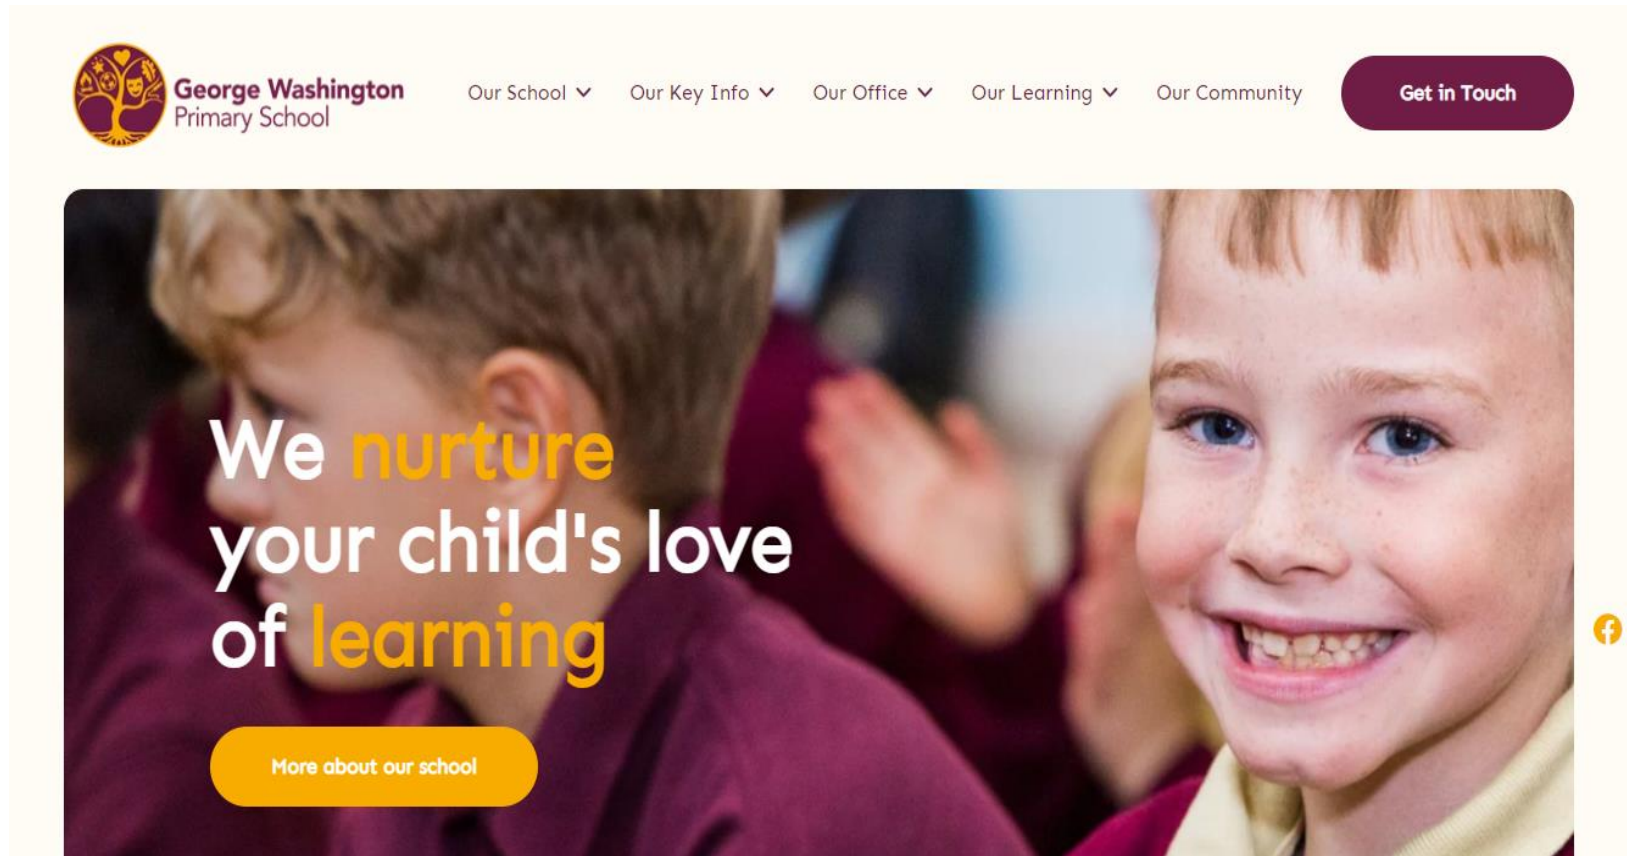 George Washington
Primary School
Our School
Our Key Info
Our Office
Our Learning
Our Community
Get in Touch
We nurture
your child's love
of learning
More about our school